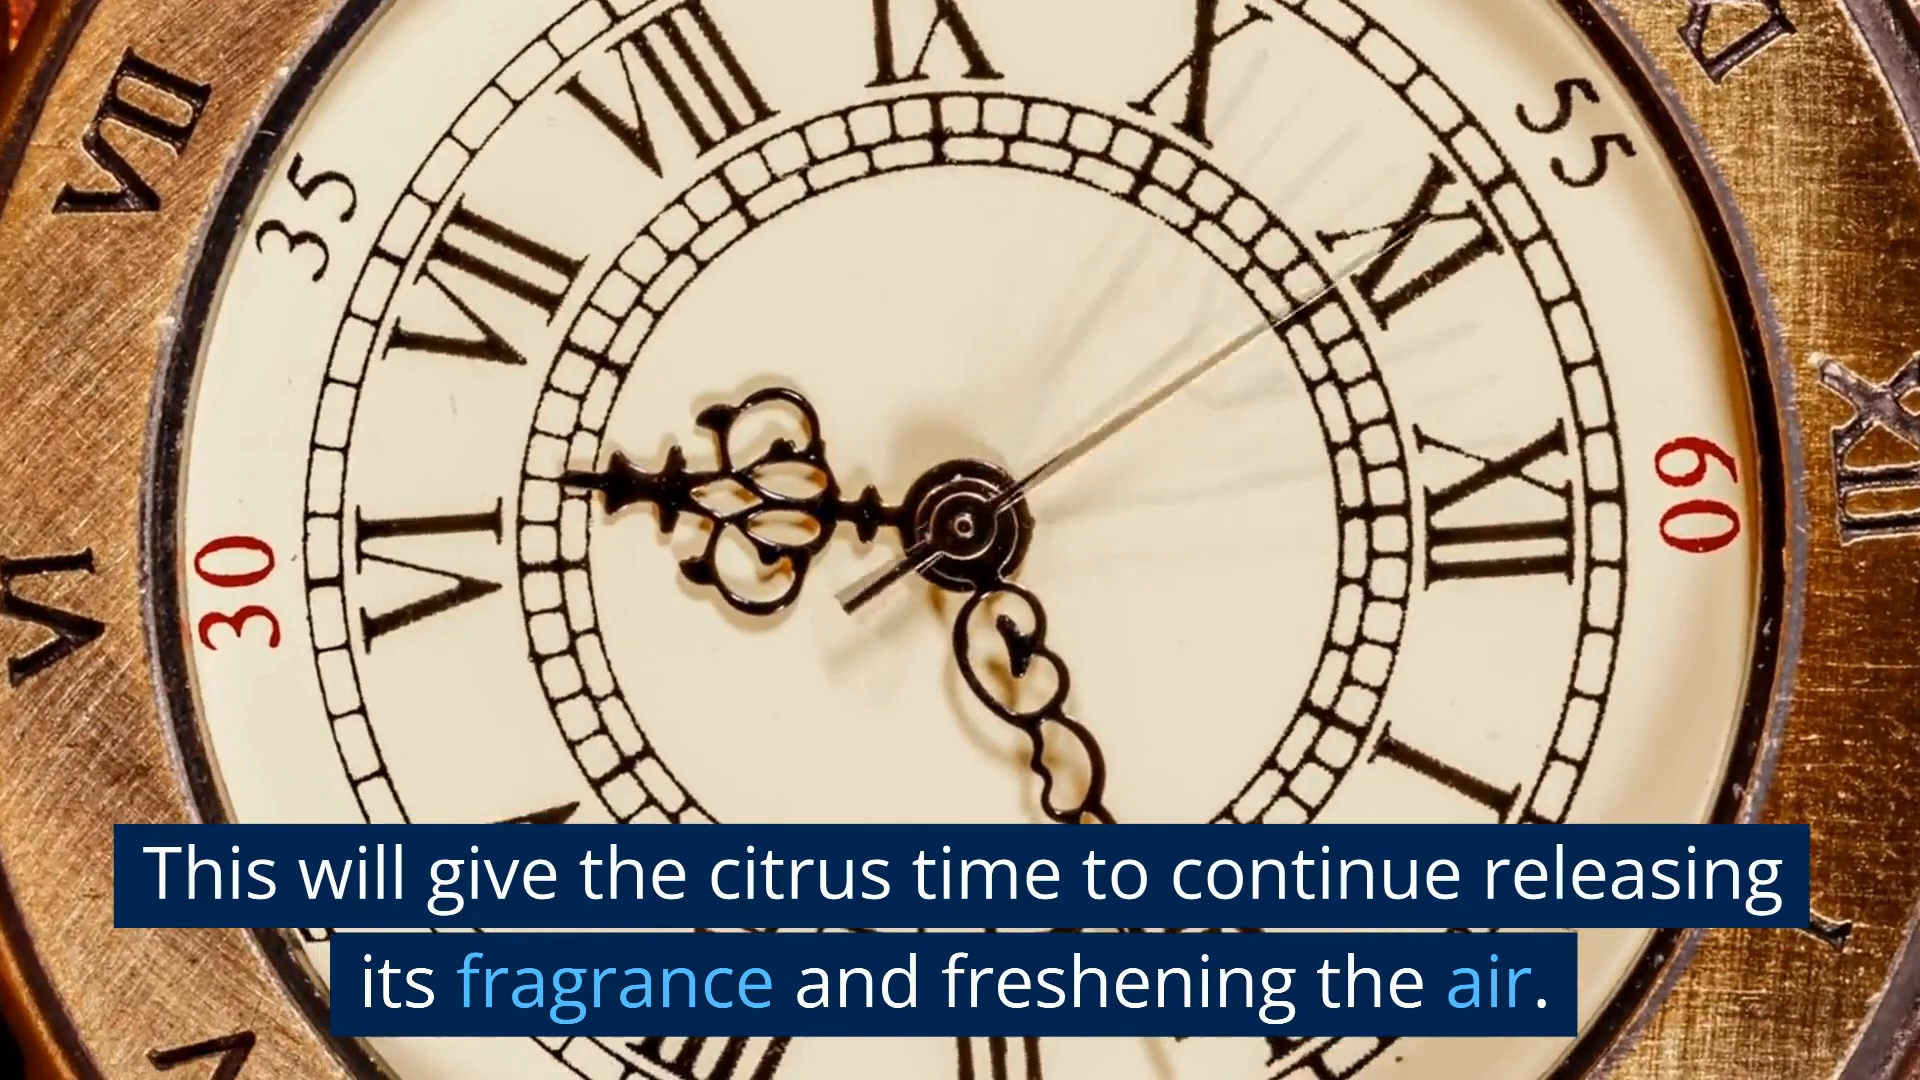 VII
VIII
IX
X
55
35
VII
XI
VI
30
VI
XII
60
XII
I
This will give the citrus time to continue releasing
its fragrance and freshening the air.